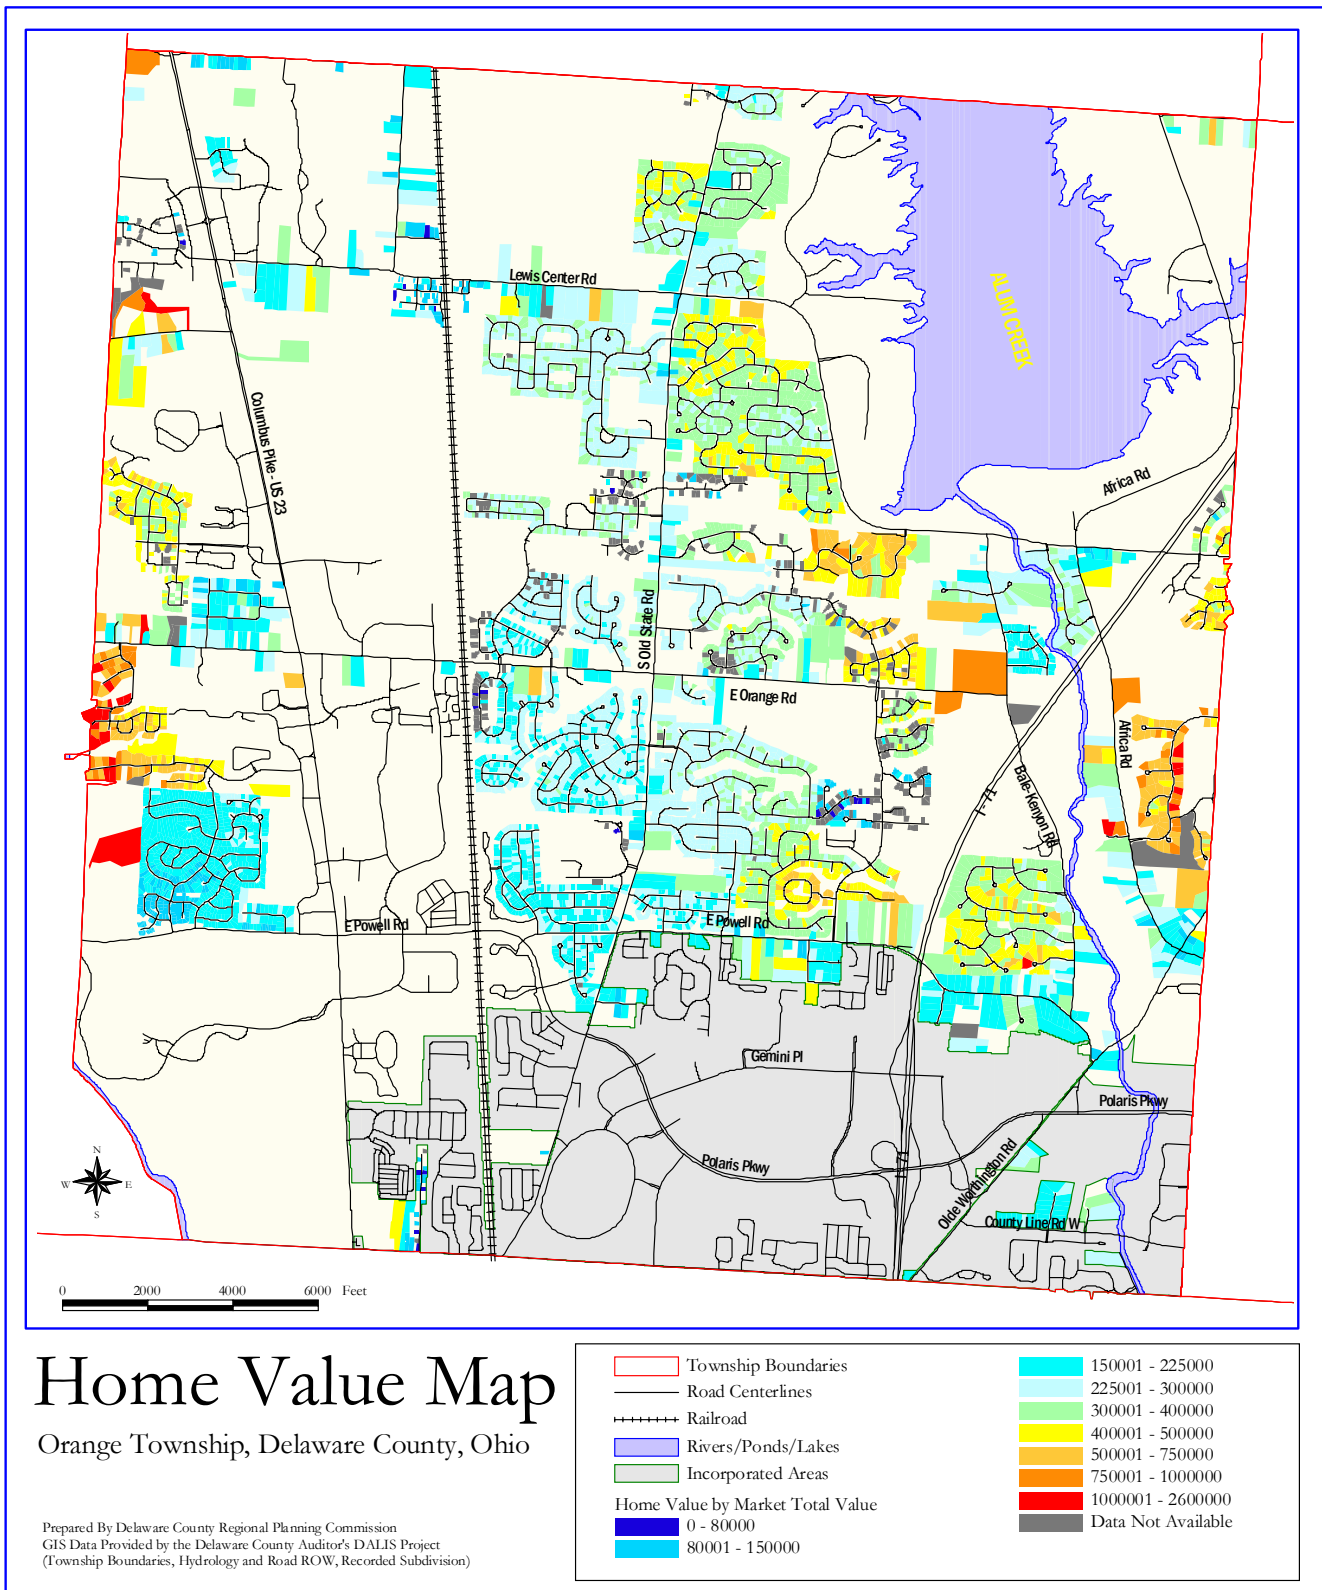 Lewis Center Rd
ALUM CREEK
Columbus Pike - US 23
Africa Rd
S Old State Rd
E Orange Rd
Africa Rd
I - 71
Bale-Kenyon Rd
E Powell Rd
E Powell Rd
Gemini Pl
Polaris Pkwy
Polaris Pkwy
I - 71
Olde Worthington Rd
County Line Rd W
N
W E
S
0 2000 4000 6000 Feet
Home Value Map
Orange Township, Delaware County, Ohio
Prepared By Delaware County Regional Planning Commission
GIS Data Provided by the Delaware County Auditor's DALIS Project
(Township Boundaries, Hydrology and Road ROW, Recorded Subdivision)
Township Boundaries
Road Centerlines
Railroad
Rivers/Ponds/Lakes
Incorporated Areas
Home Value by Market Total Value
0 - 80000
80001 - 150000
150001 - 225000
225001 - 300000
300001 - 400000
400001 - 500000
500001 - 750000
750001 - 1000000
1000001 - 2600000
Data Not Available